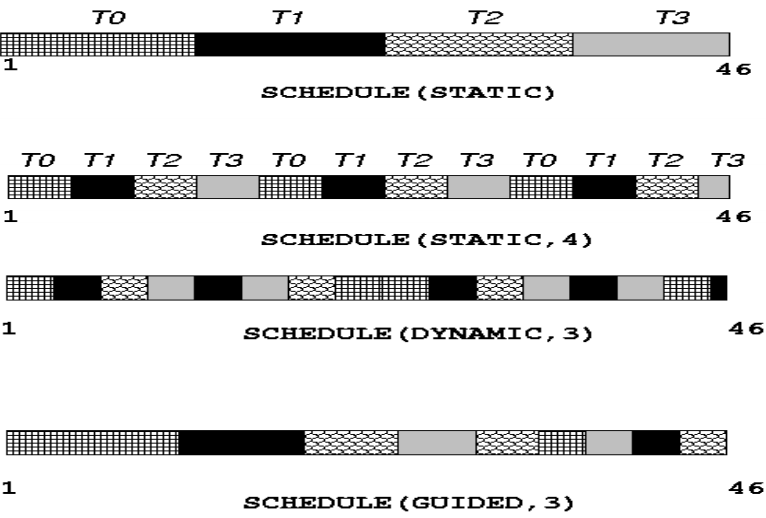 T0 T1 T2 T3
1 46
SCHEDULE(STATIC)
T0 T1 T2 T3 T0 T1 T2 T3 T0 T1 T2 T3
1 46
SCHEDULE(STATIC,4)
1 46
SCHEDULE(DYNAMIC,3)
1 46
SCHEDULE(GUIDED,3)